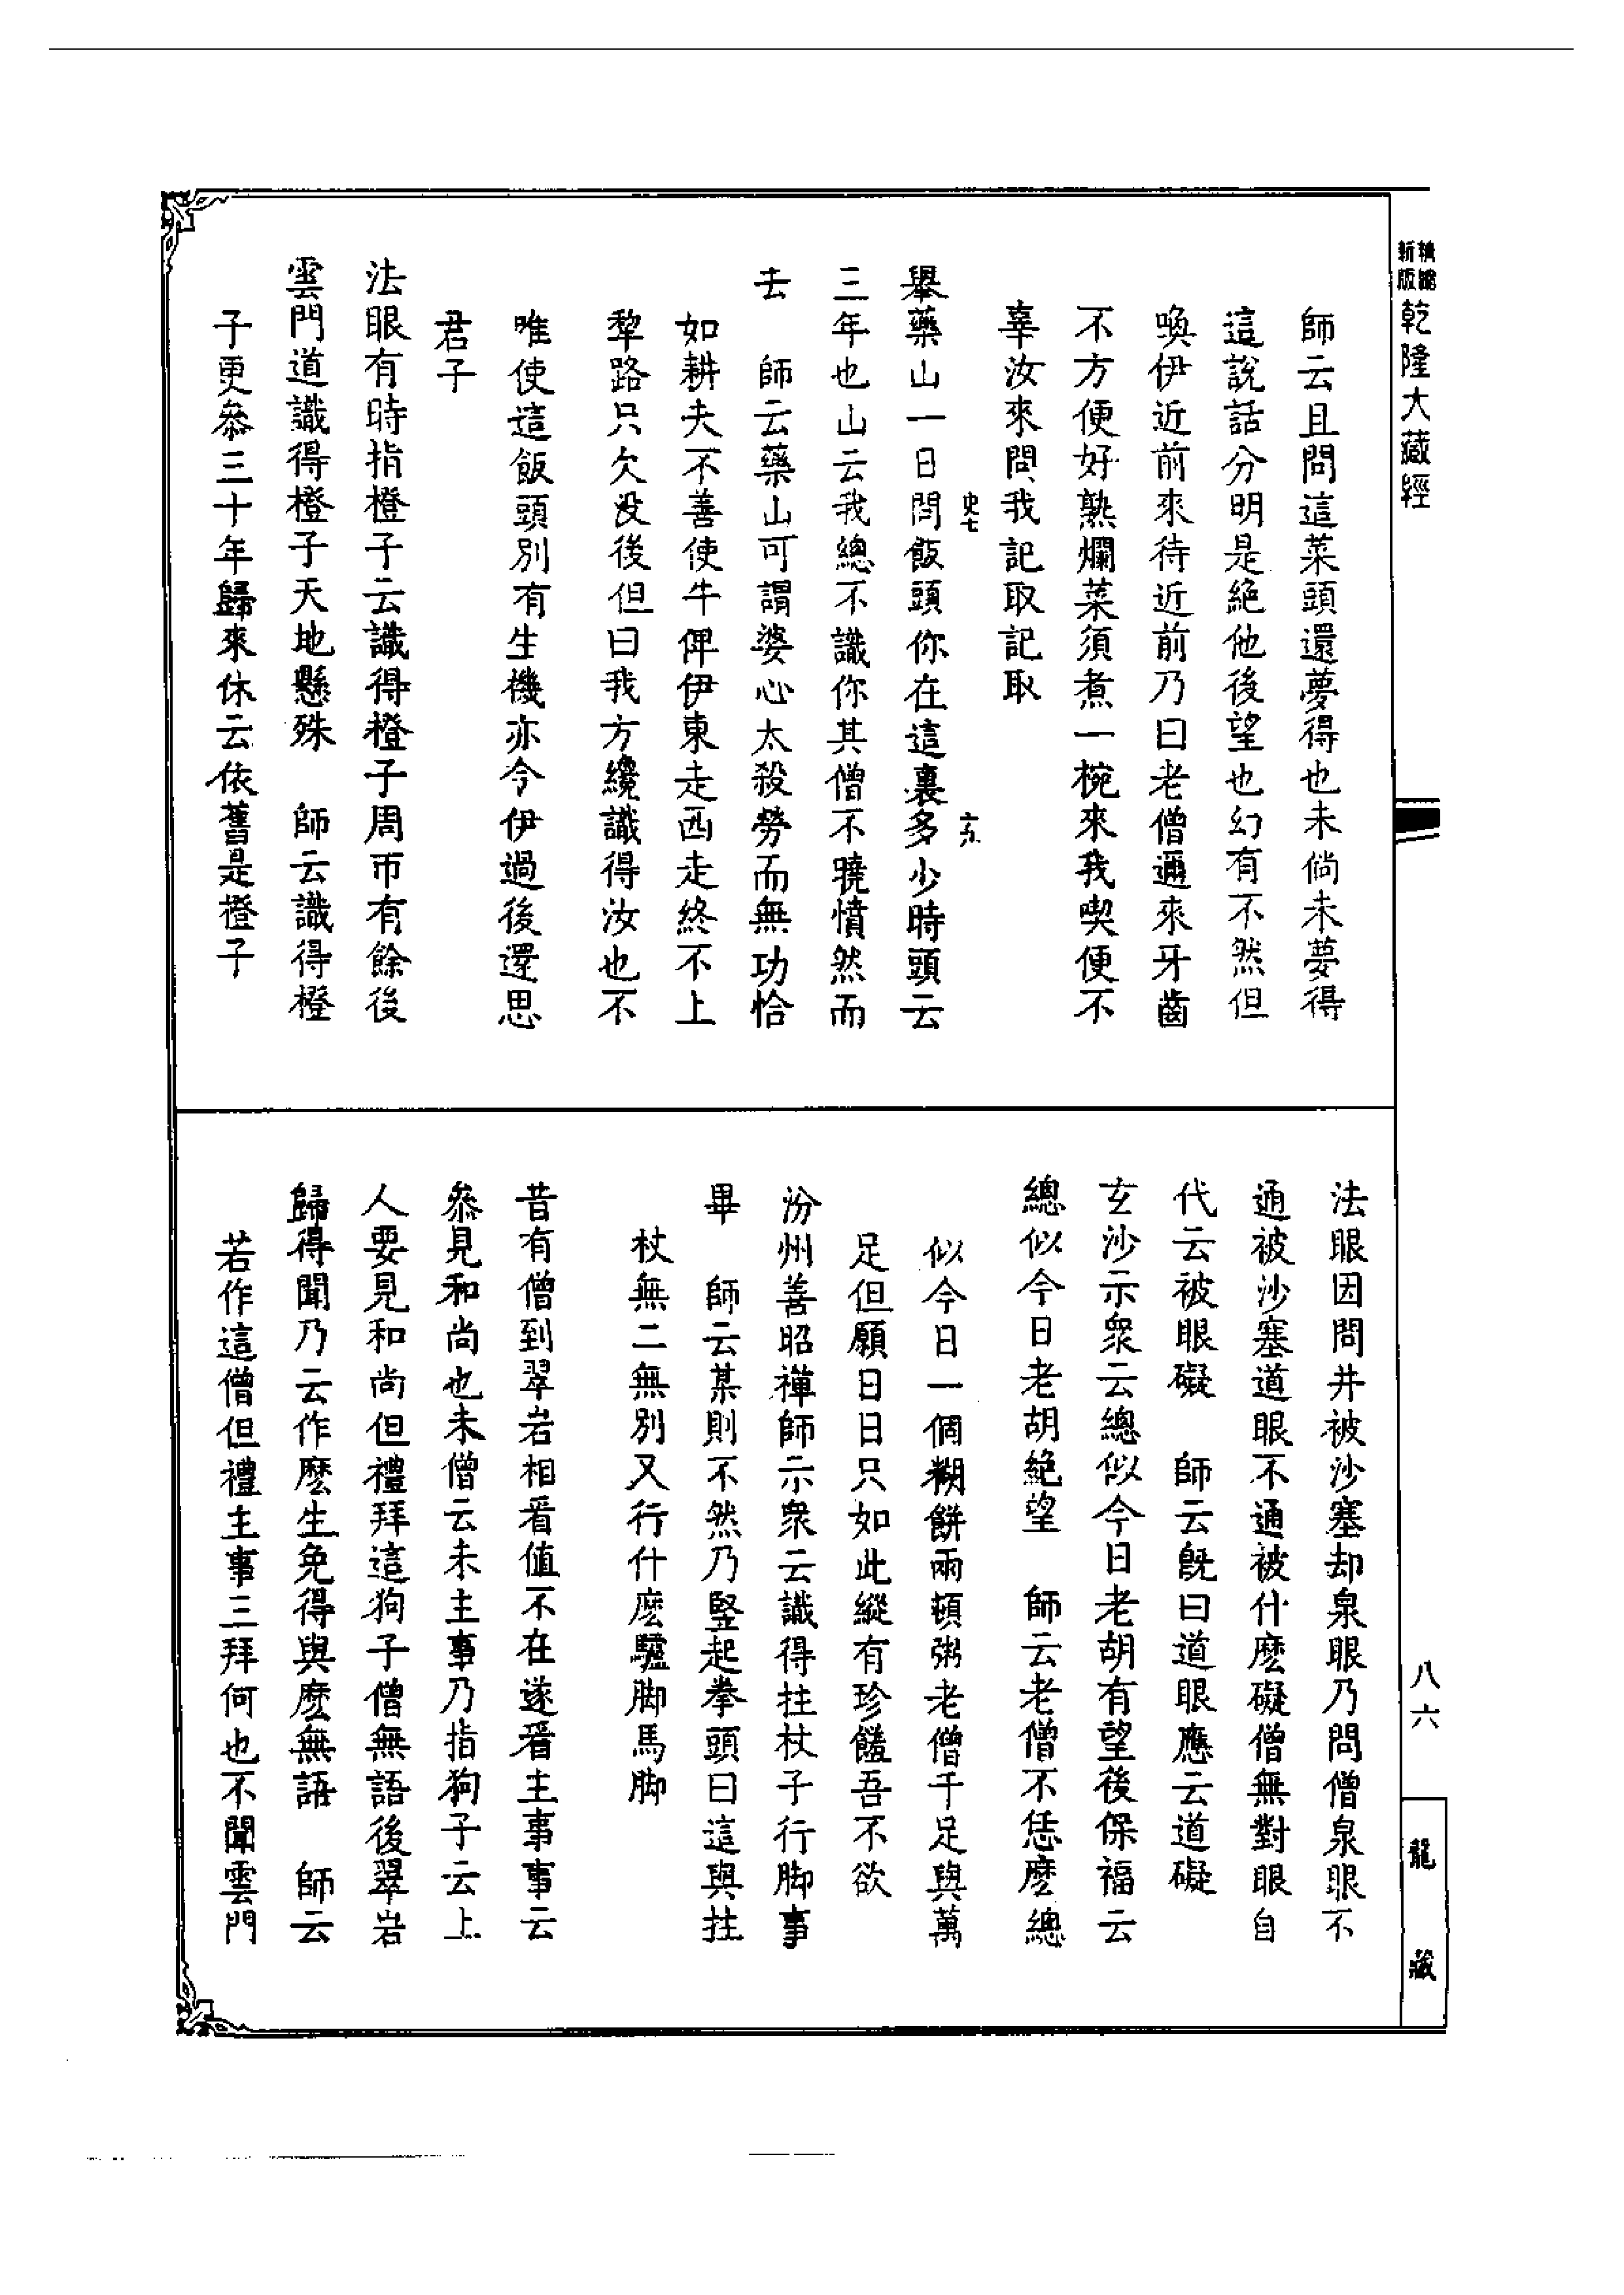 新版精縮乾隆大藏經
師云且問這菜頭還夢得也未倘未夢得
這說話分明是絕他後望也幻有不然但
喚伊近前來待近前乃曰老僧邇來牙齒
不方便好熟爛菜須煮一椀來我喫便不
辜汝來問我記取記取
史七
舉藥山一日問飯頭你在這裏多少時頭云
三年也山云我總不識你其僧不曉憤然而
去　師云藥山可謂婆心太殺勞而無功恰
如耕夫不善使牛俾伊東走西走終不上
犂路只欠没後但曰我方纔識得汝也不
唯使這飯頭別有生機亦令伊過後還思
君子
法眼有時指橙子云識得橙子周帀有餘後
雲門道識得橙子天地懸殊　師云識得橙
子更叅三十年歸來休云依舊是橙子
法眼因問井被沙塞却泉眼乃問僧泉眼不
通被沙塞道眼不通被什麽礙僧無對眼自
代云被眼礙　師云旣曰道眼應云道礙
玄沙示衆云總似今日老胡有望後保福云
總似今日老胡絕望　師云老僧不恁麽總
似今日一個糊餅兩頓粥老僧千足與萬
足但願日日只如此縱有珍饈吾不欲
汾州善昭禪師示衆云識得拄杖子行脚事
畢　師云某則不然乃竪起拳頭曰這與拄
杖無二無別又行什麽驢脚馬脚
昔有僧到翠岩相看值不在遂看主事事云
叅見和尚也未僧云未主事乃指狗子云上
人要見和尚但禮拜這狗子僧無語後翠岩
歸得聞乃云作麽生免得與麽無語　師云
若作這僧但禮主事三拜何也不聞雲門
八六
龍藏